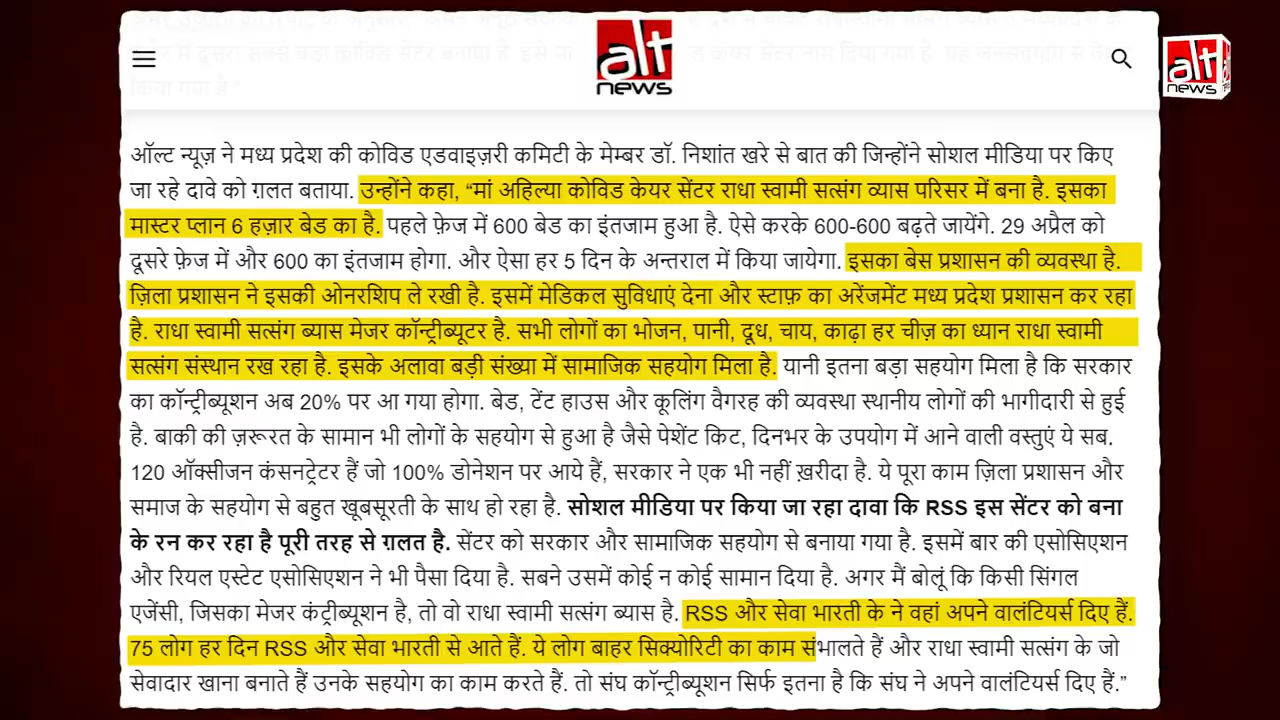 alt
news
alt
news
किया गया है."
ऑल्ट न्यूज़ ने मध्य प्रदेश की कोविड एडवाइज़री कमिटी के मेम्बर डॉ. निशांत खरे से बात की जिन्होंने सोशल मीडिया पर किए
जा रहे दावे को ग़लत बताया. उन्होंने कहा, “मां अहिल्या कोविड केयर सेंटर राधा स्वामी सत्संग व्यास परिसर में बना है. इसका
मास्टर प्लान 6 हज़ार बेड का है. पहले फ़ेज में 600 बेड का इंतजाम हुआ है. ऐसे करके 600-600 बढ़ते जायेंगे. 29 अप्रैल को
दूसरे फ़ेज में और 600 का इंतजाम होगा. और ऐसा हर 5 दिन के अन्तराल में किया जायेगा. इसका बेस प्रशासन की व्यवस्था है.
ज़िला प्रशासन ने इसकी ओनरशिप ले रखी है. इसमें मेडिकल सुविधाएं देना और स्टाफ़ का अरेंजमेंट मध्य प्रदेश प्रशासन कर रहा
है. राधा स्वामी सत्संग ब्यास मेजर कॉन्ट्रीब्यूटर है. सभी लोगों का भोजन, पानी, दूध, चाय, काढ़ा हर चीज़ का ध्यान राधा स्वामी
सत्संग संस्थान रख रहा है. इसके अलावा बड़ी संख्या में सामाजिक सहयोग मिला है. यानी इतना बड़ा सहयोग मिला है कि सरकार
का कॉन्ट्रीब्यूशन अब 20% पर आ गया होगा. बेड, टेंट हाउस और कूलिंग वैगरह की व्यवस्था स्थानीय लोगों की भागीदारी से हुई
है. बाकी की ज़रूरत के सामान भी लोगों के सहयोग से हुआ है जैसे पेशेंट किट, दिनभर के उपयोग में आने वाली वस्तुएं ये सब.
120 ऑक्सीजन कंसनट्रेटर हैं जो 100% डोनेशन पर आये हैं, सरकार ने एक भी नहीं ख़रीदा है. ये पूरा काम ज़िला प्रशासन और
समाज के सहयोग से बहुत खूबसूरती के साथ हो रहा है. सोशल मीडिया पर किया जा रहा दावा कि RSS इस सेंटर को बना
के रन कर रहा है पूरी तरह से ग़लत है. सेंटर को सरकार और सामाजिक सहयोग से बनाया गया है. इसमें बार की एसोसिएशन
और रियल एस्टेट एसोसिएशन ने भी पैसा दिया है. सबने उसमें कोई न कोई सामान दिया है. अगर मैं बोलूं कि किसी सिंगल
एजेंसी, जिसका मेजर कंट्रीब्यूशन है, तो वो राधा स्वामी सत्संग ब्यास है. RSS और सेवा भारती के ने वहां अपने वालंटियर्स दिए हैं.
75 लोग हर दिन RSS और सेवा भारती से आते हैं. ये लोग बाहर सिक्योरिटी का काम संभालते हैं और राधा स्वामी सत्संग के जो
सेवादार खाना बनाते हैं उनके सहयोग का काम करते हैं. तो संघ कॉन्ट्रीब्यूशन सिर्फ इतना है कि संघ ने अपने वालंटियर्स दिए हैं.”